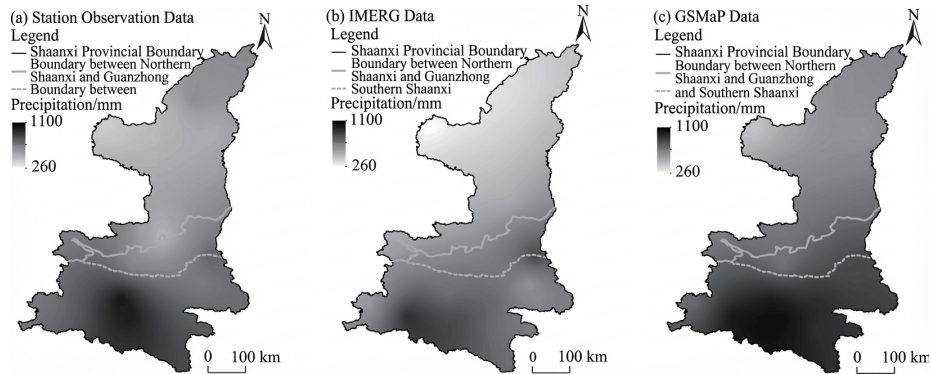 (a) Station Observation Data
N
Legend
Shaanxi Provincial Boundary
Boundary between Northern
Shaanxi and Guanzhong
Boundary between
Precipitation/mm
1100
260
0 100 km
(b) IMERG Data
N
Legend
Shaanxi Provincial Boundary
Boundary between Northern
Shaanxi and Guanzhong
Southern Shaanxi
Precipitation/mm
1100
260
0 100 km
(c) GSMaP Data
N
Legend
Shaanxi Provincial Boundary
Boundary between Northern
Shaanxi and Guanzhong
and Southern Shaanxi
Precipitation/mm
1100
260
0 100 km